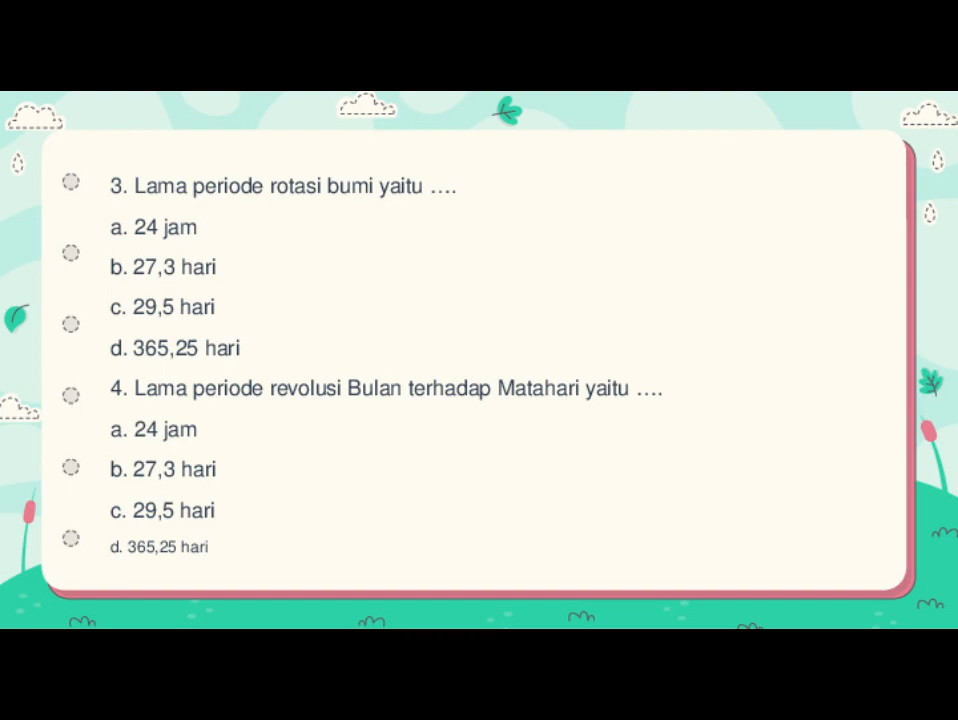 3. Lama periode rotasi bumi yaitu ….
a. 24 jam
b. 27,3 hari
c. 29,5 hari
d. 365,25 hari
4. Lama periode revolusi Bulan terhadap Matahari yaitu ….
a. 24 jam
b. 27,3 hari
c. 29,5 hari
d. 365,25 hari